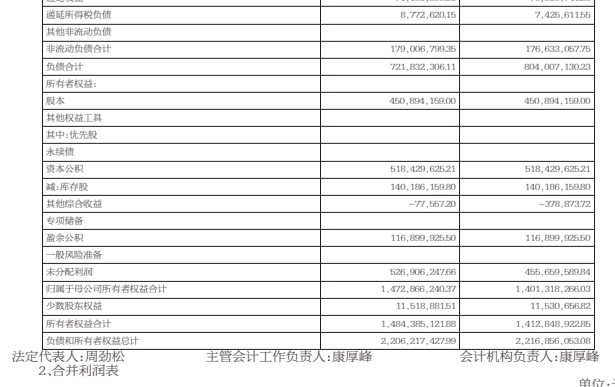 递延所得税负债 8,772,620.15 7,425,611.55
其他非流动负债
非流动负债合计 179,006,799.35 176,633,057.75
负债合计 721,832,306.11 804,007,130.23
所有者权益：
股本 450,894,159.00 450,894,159.00
其他权益工具
其中：优先股
永续债
资本公积 518,429,625.21 518,429,625.21
减：库存股 140,186,159.80 140,186,159.80
其他综合收益 -77,557.20 -378,873.72
专项储备
盈余公积 116,899,925.50 116,899,925.50
一般风险准备
未分配利润 526,906,247.66 455,659,589.84
归属于母公司所有者权益合计 1,472,866,240.37 1,401,318,266.03
少数股东权益 11,518,881.51 11,530,656.82
所有者权益合计 1,484,385,121.88 1,412,848,922.85
负债和所有者权益总计 2,206,217,427.99 2,216,856,053.08
法定代表人：周劲松 主管会计工作负责人：康厚峰 会计机构负责人：康厚峰
2、合并利润表
单位：